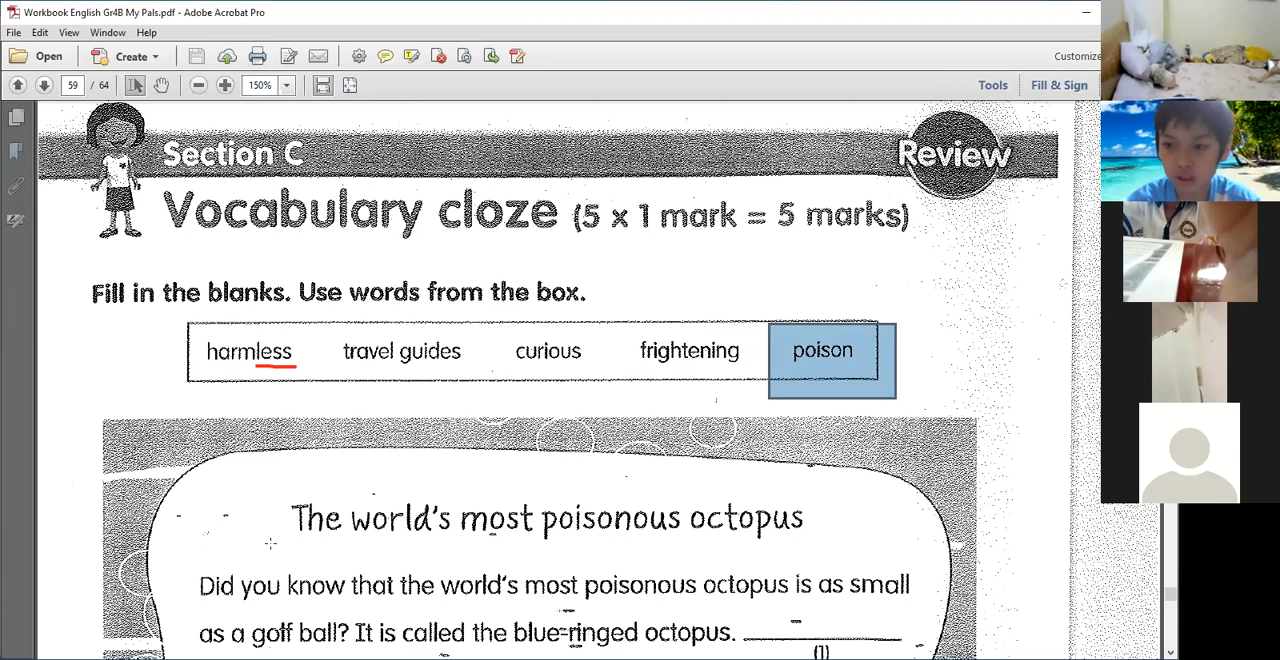 Workbook English Gr4B My Pals.pdf - Adobe Acrobat Pro
File Edit View Window Help
Open Create Customize
59 / 64 150% Tools Fill & Sign
Section C Review
Vocabulary cloze (5 x 1 mark = 5 marks)
Fill in the blanks. Use words from the box.
harmless travel guides curious frightening poison
The world's most poisonous octopus
Did you know that the world's most poisonous octopus is as small
as a golf ball? It is called the blue-ringed octopus.
(1)